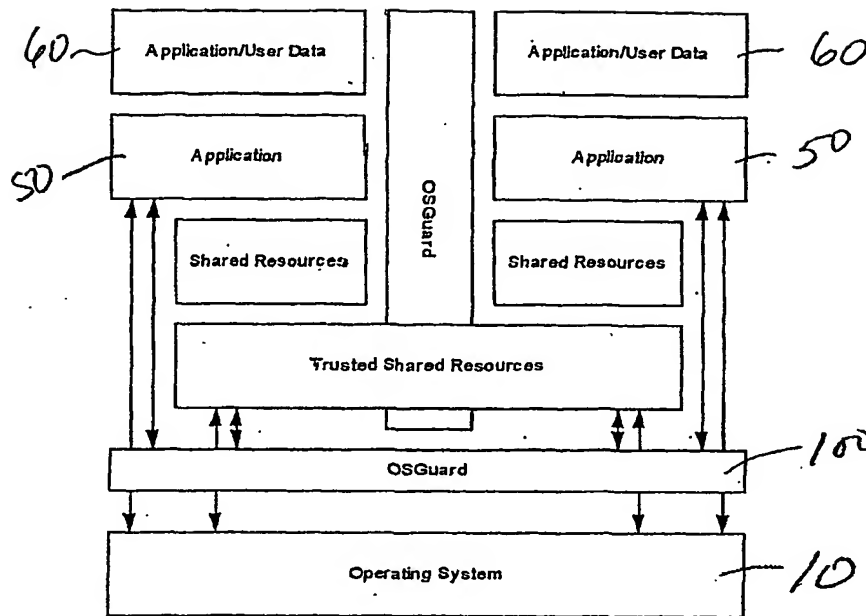 60 Application/User Data
Application/User Data 60
50 Application
Application 50
OSGuard
Shared Resources
Shared Resources
Trusted Shared Resources
OSGuard 100
Operating System 10